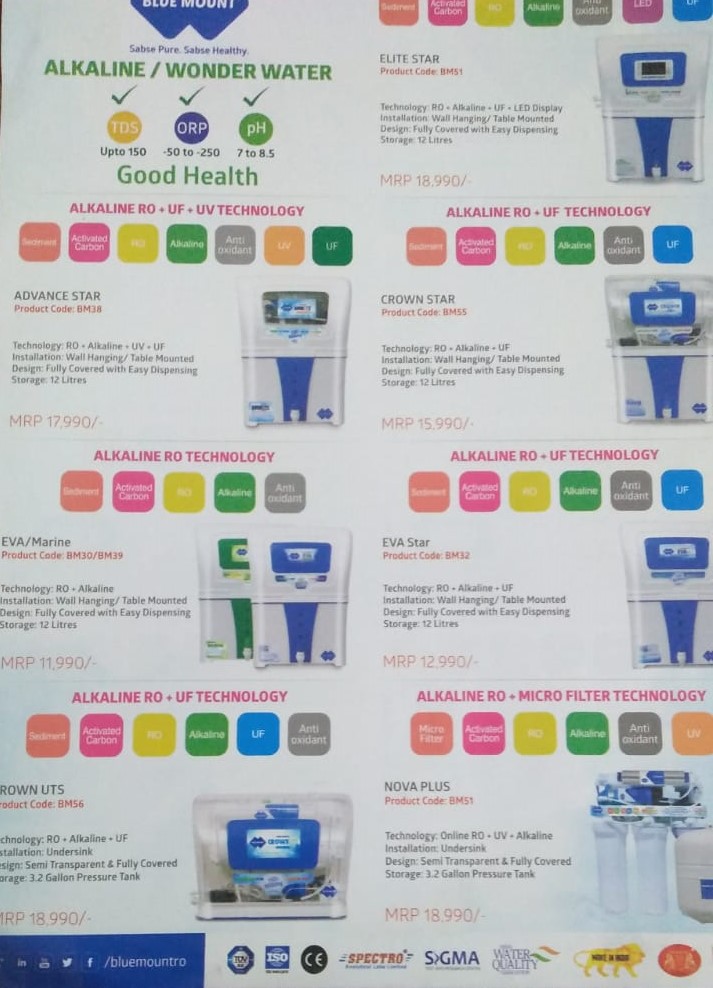 BLUE MOUNT
Sabse Pure. Sabse Healthy.
ALKALINE / WONDER WATER
TDS ORP pH
Upto 150 -50 to -250 7 to 8.5
Good Health
Sediment Activated Carbon RO Alkaline Anti oxidant LED UF
ELITE STAR
Product Code: BM51
Technology: RO + Alkaline + UF + LED Display
Installation: Wall Hanging/ Table Mounted
Design: Fully Covered with Easy Dispensing
Storage: 12 Litres
MRP 18,990/-
ALKALINE RO + UF + UV TECHNOLOGY
Sediment Activated Carbon RO Alkaline Anti oxidant UV UF
ADVANCE STAR
Product Code: BM38
Technology: RO + Alkaline + UV + UF
Installation: Wall Hanging/ Table Mounted
Design: Fully Covered with Easy Dispensing
Storage: 12 Litres
MRP 17,990/-
ALKALINE RO + UF TECHNOLOGY
Sediment Activated Carbon RO Alkaline Anti oxidant UF
CROWN STAR
Product Code: BM55
Technology: RO + Alkaline + UF
Installation: Wall Hanging/ Table Mounted
Design: Fully Covered with Easy Dispensing
Storage: 12 Litres
MRP 15,990/-
ALKALINE RO TECHNOLOGY
Sediment Activated Carbon RO Alkaline Anti oxidant
EVA/Marine
Product Code: BM30/BM39
Technology: RO + Alkaline
Installation: Wall Hanging/ Table Mounted
Design: Fully Covered with Easy Dispensing
Storage: 12 Litres
MRP 11,990/-
ALKALINE RO + UF TECHNOLOGY
Sediment Activated Carbon RO Alkaline Anti oxidant UF
EVA Star
Product Code: BM32
Technology: RO + Alkaline + UF
Installation: Wall Hanging/ Table Mounted
Design: Fully Covered with Easy Dispensing
Storage: 12 Litres
MRP 12,990/-
ALKALINE RO + UF TECHNOLOGY
Sediment Activated Carbon RO Alkaline UF Anti oxidant
ROWN UTS
roduct Code: BM56
chnology: RO + Alkaline + UF
stallation: Undersink
sign: Semi Transparent & Fully Covered
orage: 3.2 Gallon Pressure Tank
MRP 18,990/-
ALKALINE RO + MICRO FILTER TECHNOLOGY
Micro Filter Activated Carbon RO Alkaline Anti oxidant UV
NOVA PLUS
Product Code: BM51
Technology: Online RO + UV + Alkaline
Installation: Undersink
Design: Semi Transparent & Fully Covered
Storage: 3.2 Gallon Pressure Tank
MRP 18,990/-
in f /bluemountro
TUV ISO CE SPECTRO SIGMA WATER QUALITY MAKE IN INDIA